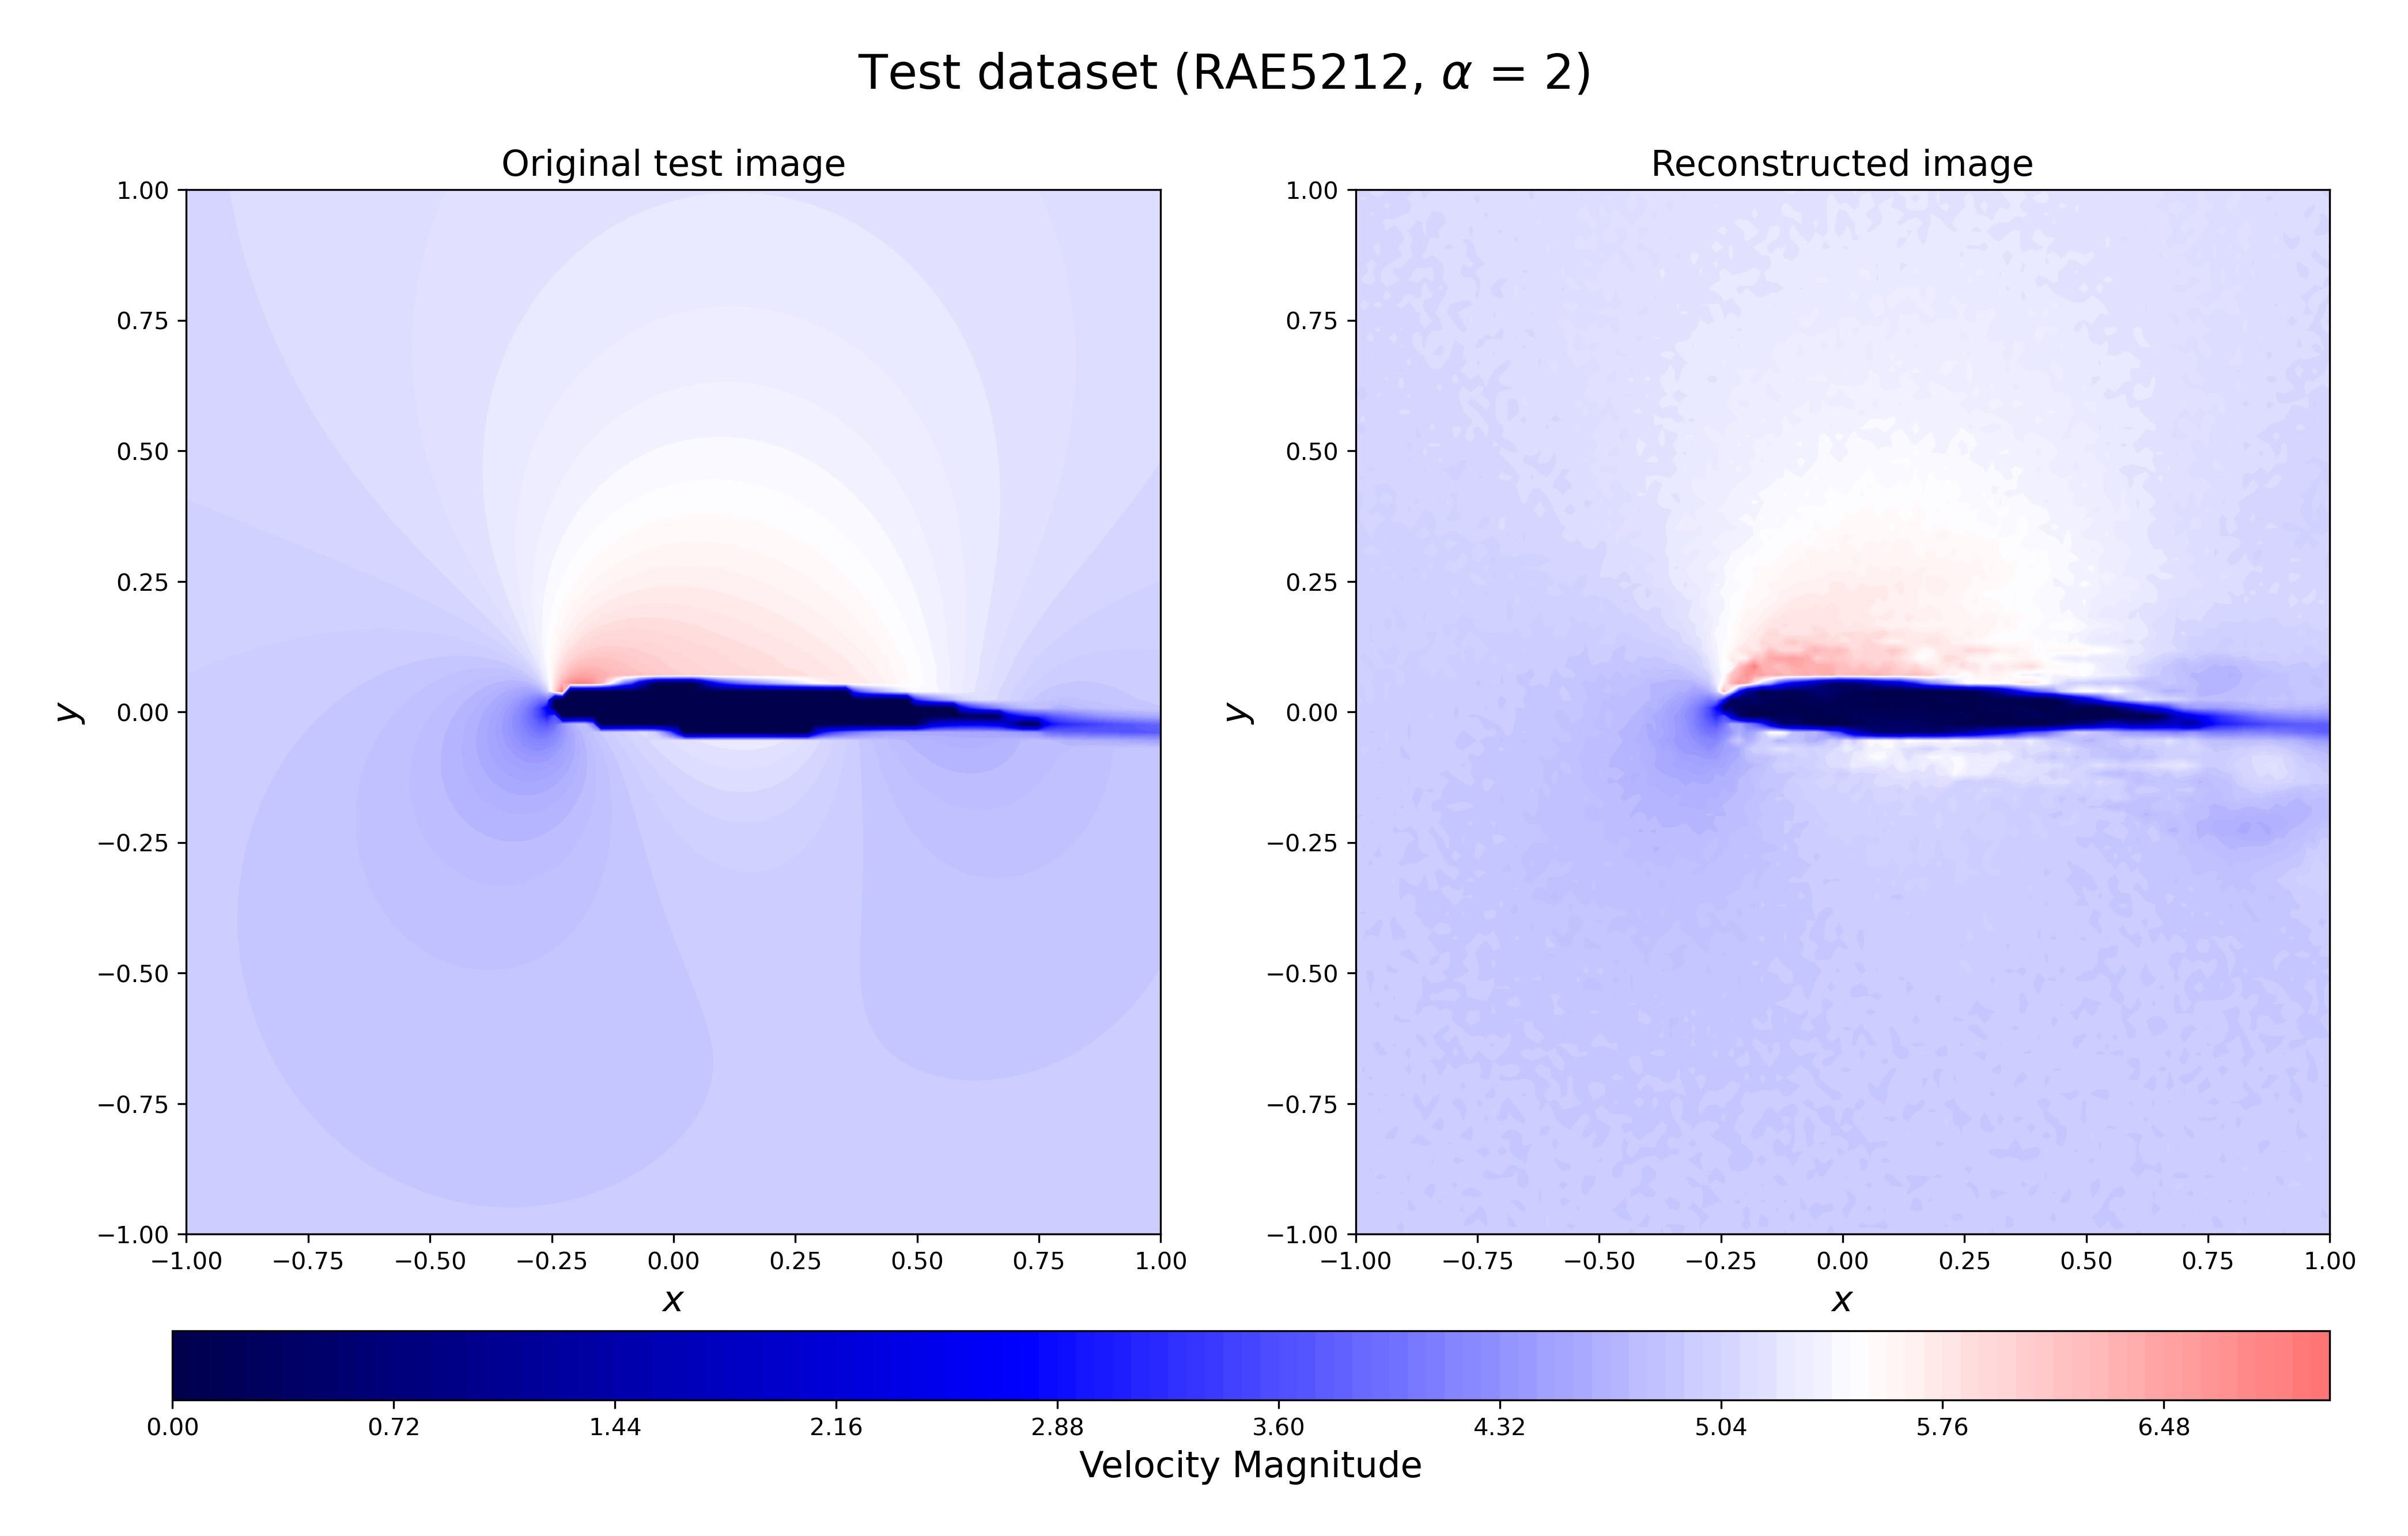 Test dataset (RAE5212, α = 2)
Original test image
Reconstructed image
1.00
0.75
0.50
0.25
0.00
−0.25
−0.50
−0.75
−1.00
y
−1.00 −0.75 −0.50 −0.25 0.00 0.25 0.50 0.75 1.00
x
1.00
0.75
0.50
0.25
0.00
−0.25
−0.50
−0.75
−1.00
y
−1.00 −0.75 −0.50 −0.25 0.00 0.25 0.50 0.75 1.00
x
0.00 0.72 1.44 2.16 2.88 3.60 4.32 5.04 5.76 6.48
Velocity Magnitude